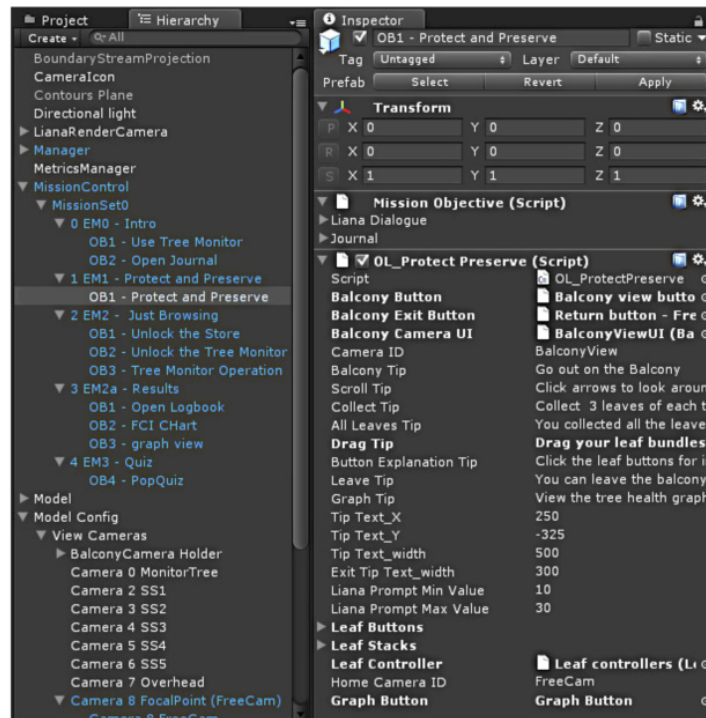 Project
Hierarchy
Create
All
BoundaryStreamProjection
CameraIcon
Contours Plane
Directional light
LianaRenderCamera
Manager
MetricsManager
MissionControl
MissionSet0
0 EM0 - Intro
OB1 - Use Tree Monitor
OB2 - Open Journal
1 EM1 - Protect and Preserve
OB1 - Protect and Preserve
2 EM2 - Just Browsing
OB1 - Unlock the Store
OB2 - Unlock the Tree Monitor
OB3 - Tree Monitor Operation
3 EM2a - Results
OB1 - Open Logbook
OB2 - FCI CHart
OB3 - graph view
4 EM3 - Quiz
OB4 - PopQuiz
Model
Model Config
View Cameras
BalconyCamera Holder
Camera 0 MonitorTree
Camera 2 SS1
Camera 3 SS2
Camera 4 SS3
Camera 5 SS4
Camera 6 SS5
Camera 7 Overhead
Camera 8 FocalPoint (FreeCam)
Camera 8 FreeCam
Inspector
OB1 - Protect and Preserve Static
Tag Untagged Layer Default
Prefab Select Revert Apply
Transform
P X 0 Y 0 Z 0
R X 0 Y 0 Z 0
S X 1 Y 1 Z 1
Mission Objective (Script)
Liana Dialogue
Journal
OL_Protect Preserve (Script)
Script OL_ProtectPreserve
Balcony Button Balcony view butto
Balcony Exit Button Return button - Fre
Balcony Camera UI BalconyViewUI (Ba
Camera ID BalconyView
Balcony Tip Go out on the Balcony
Scroll Tip Click arrows to look aroun
Collect Tip Collect 3 leaves of each t
All Leaves Tip You collected all the leave
Drag Tip Drag your leaf bundles
Button Explanation Tip Click the leaf buttons for i
Leave Tip You can leave the balcony
Graph Tip View the tree health graph
Tip Text_X 250
Tip Text_Y -325
Tip Text_width 500
Exit Tip Text_width 300
Liana Prompt Min Value 10
Liana Prompt Max Value 30
Leaf Buttons
Leaf Stacks
Leaf Controller Leaf controllers (Le
Home Camera ID FreeCam
Graph Button Graph Button